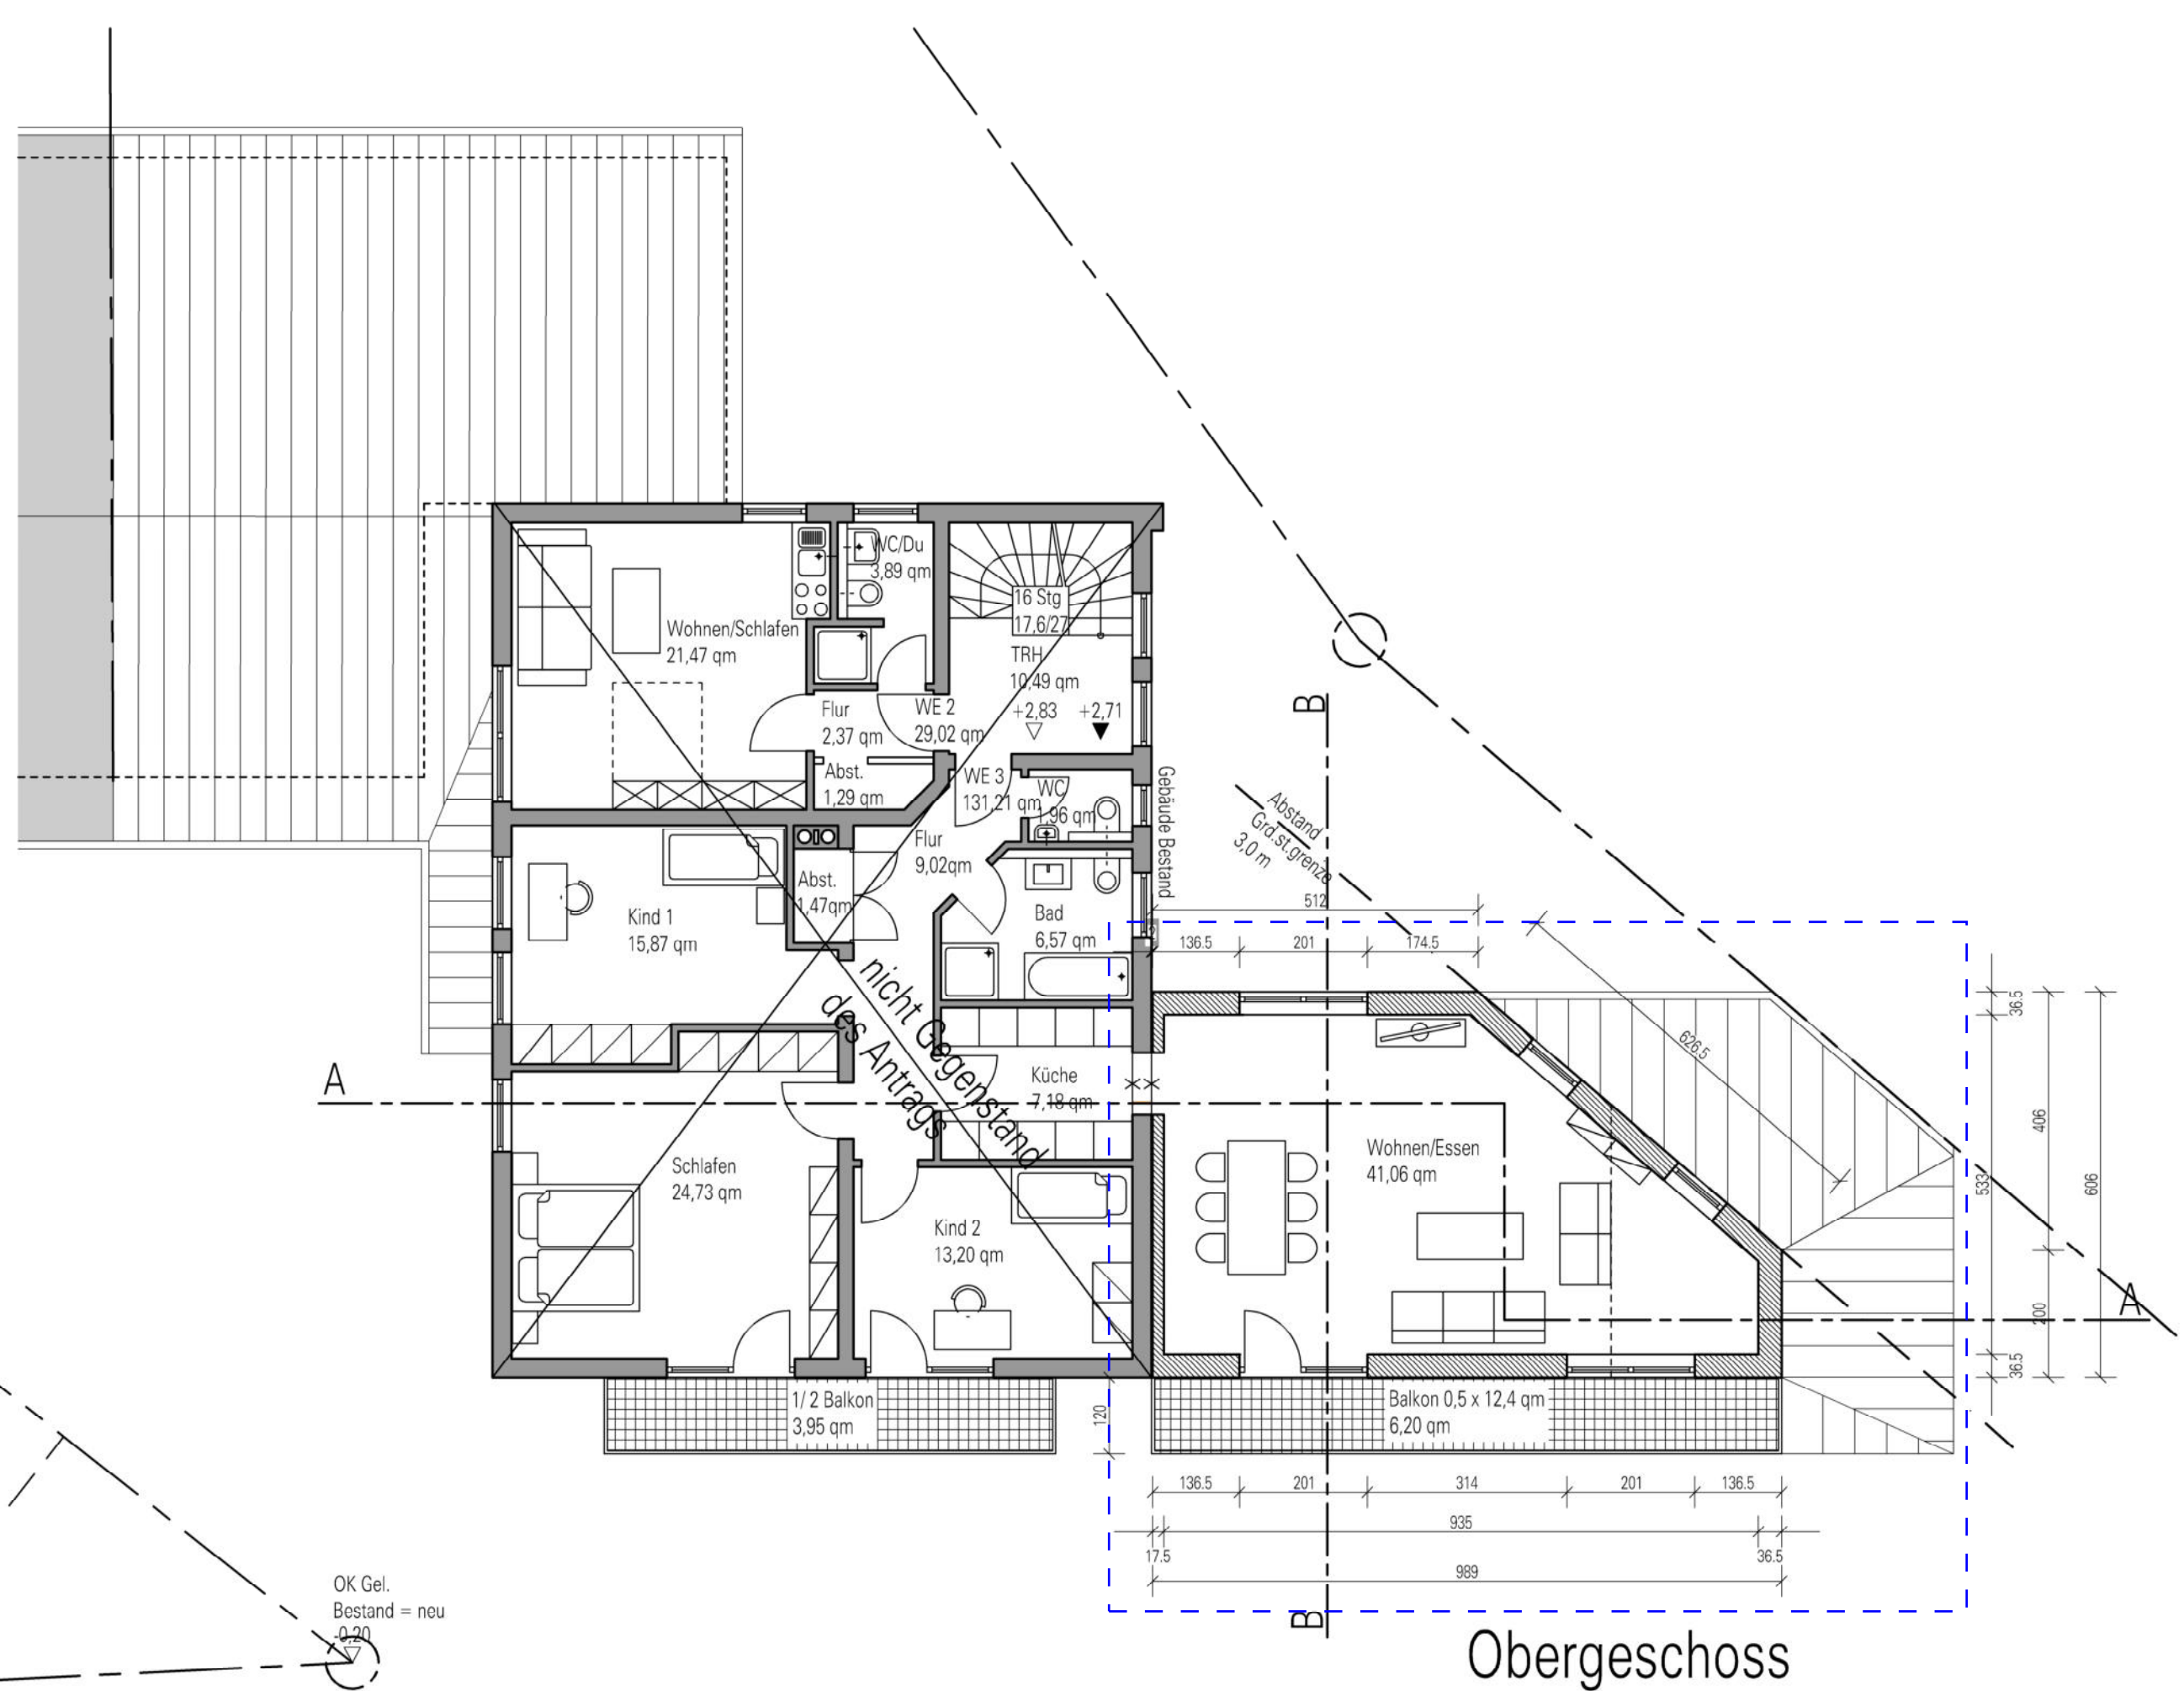 WC/Du
3,89 qm
16 Stg
17,6/27
Wohnen/Schlafen
21,47 qm
TRH
10,49 qm
+2,83
+2,71
Flur
2,37 qm
WE 2
29,02 qm
Abst.
1,29 qm
WE 3
131,21 qm
WC
1,96 qm
Gebäude Bestand
Abstand
Grd.st.grenze
3,0 m
B
Flur
9,02qm
Abst.
1,47qm
Kind 1
15,87 qm
Bad
6,57 qm
512
136.5
201
174.5
nicht Gegenstand
des Antrags
626.5
36.5
406
533
606
200
36.5
A
Küche
7,18 qm
Wohnen/Essen
41,06 qm
Schlafen
24,73 qm
Kind 2
13,20 qm
A
1/ 2 Balkon
3,95 qm
120
Balkon 0,5 x 12,4 qm
6,20 qm
136.5
201
314
201
136.5
935
17.5
36.5
989
B
OK Gel.
Bestand = neu
-0,20
Obergeschoss